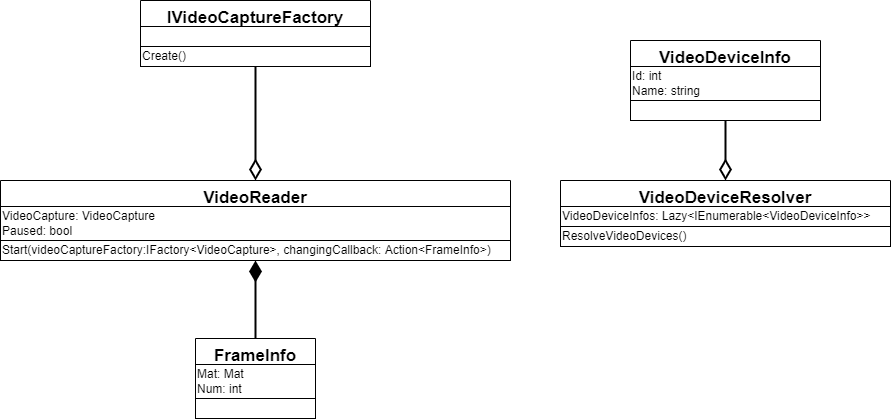 IVideoCaptureFactory
Create()
VideoDeviceInfo
Id: int
Name: string
VideoReader
VideoCapture: VideoCapture
Paused: bool
Start(videoCaptureFactory:IFactory<VideoCapture>, changingCallback: Action<FrameInfo>)
VideoDeviceResolver
VideoDeviceInfos: Lazy<IEnumerable<VideoDeviceInfo>>
ResolveVideoDevices()
FrameInfo
Mat: Mat
Num: int